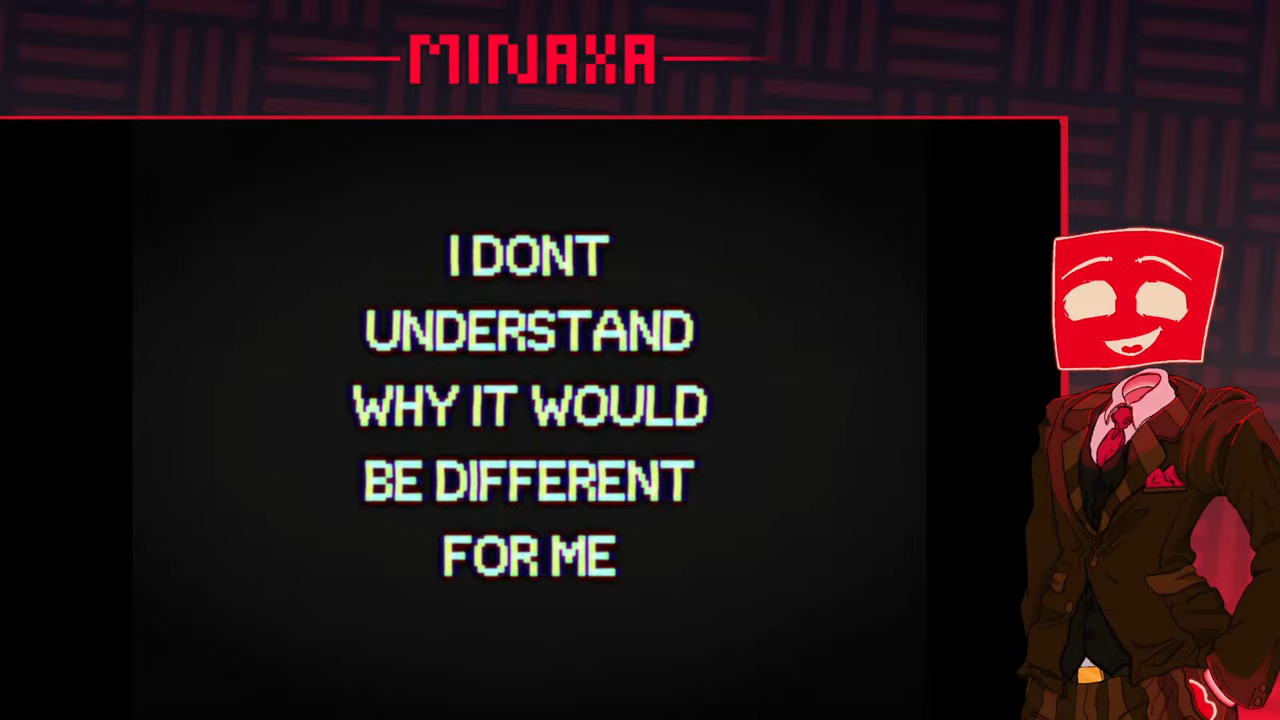 MINAXA
I DONT
UNDERSTAND
WHY IT WOULD
BE DIFFERENT
FOR ME